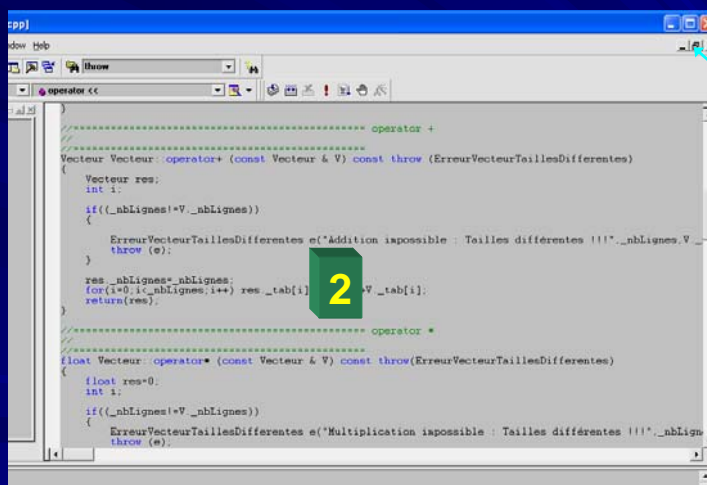 cpp]
ndow Help
throw
operator <<
}
//=============================================== operator +
//
//===============================================
Vecteur Vecteur::operator+ (const Vecteur & V) const throw (ErreurVecteurTaillesDifferentes)
{
Vecteur res;
int i;
if((_nbLignes!=V._nbLignes))
{
ErreurVecteurTaillesDifferentes e("Addition impossible : Tailles différentes !!!",_nbLignes,V._
throw (e);
}
res._nbLignes=_nbLignes;
for(i=0;i<_nbLignes;i++) res._tab[i] V._tab[i];
return(res);
}
2
//=============================================== operator *
//
//===============================================
float Vecteur::operator* (const Vecteur & V) const throw(ErreurVecteurTaillesDifferentes)
{
float res=0;
int i;
if((_nbLignes!=V._nbLignes))
{
ErreurVecteurTaillesDifferentes e("Multiplication impossible : Tailles différentes !!!",_nbLign
throw (e);